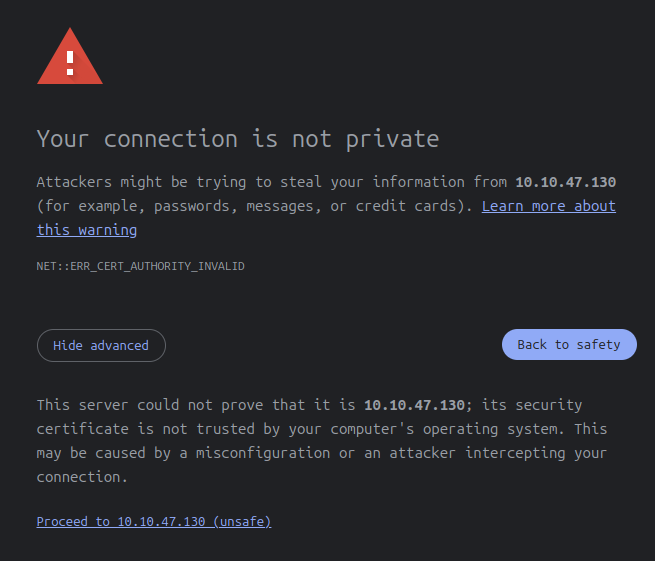 Your connection is not private
Attackers might be trying to steal your information from 10.10.47.130
(for example, passwords, messages, or credit cards). Learn more about
this warning
NET::ERR_CERT_AUTHORITY_INVALID
Hide advanced
Back to safety
This server could not prove that it is 10.10.47.130; its security
certificate is not trusted by your computer's operating system. This
may be caused by a misconfiguration or an attacker intercepting your
connection.
Proceed to 10.10.47.130 (unsafe)